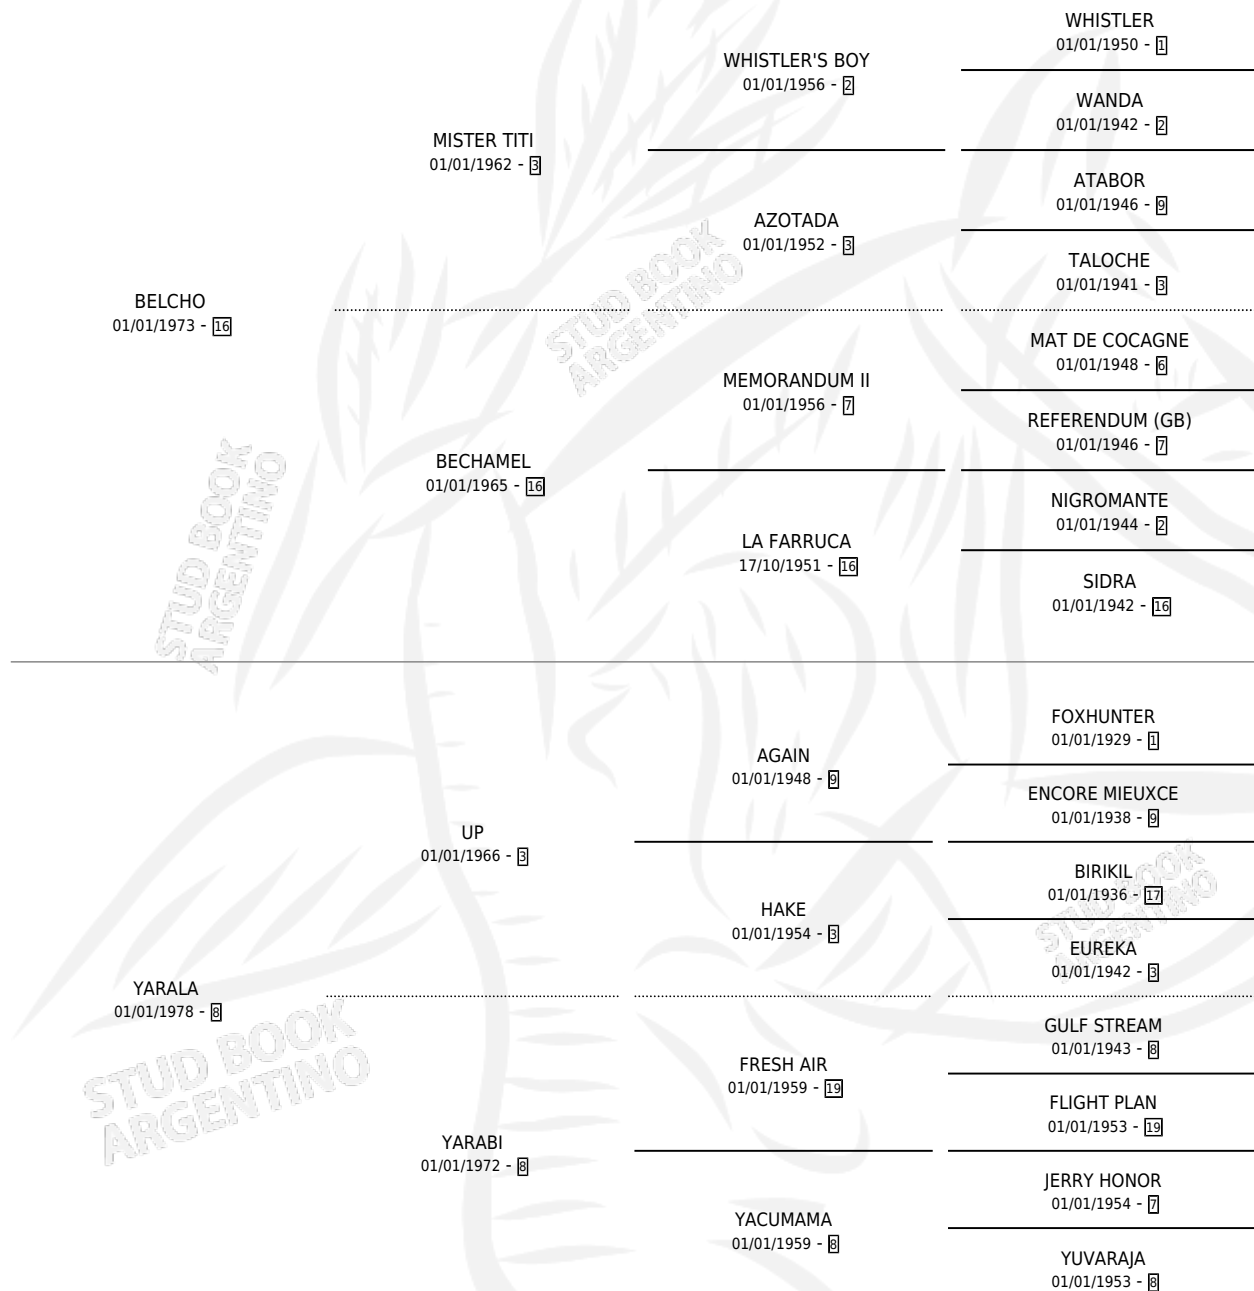 WHISTLER
01/01/1950 - 1
WHISTLER'S BOY
01/01/1956 - 2
WANDA
01/01/1942 - 2
MISTER TITI
01/01/1962 - 3
ATABOR
01/01/1946 - 9
AZOTADA
01/01/1952 - 3
TALOCHE
01/01/1941 - 3
BELCHO
01/01/1973 - 16
MAT DE COCAGNE
01/01/1948 - 6
MEMORANDUM II
01/01/1956 - 7
REFERENDUM (GB)
01/01/1946 - 7
BECHAMEL
01/01/1965 - 16
NIGROMANTE
01/01/1944 - 2
LA FARRUCA
17/10/1951 - 16
SIDRA
01/01/1942 - 16
FOXHUNTER
01/01/1929 - 1
AGAIN
01/01/1948 - 9
ENCORE MIEUXCE
01/01/1938 - 9
UP
01/01/1966 - 3
BIRIKIL
01/01/1936 - 17
HAKE
01/01/1954 - 3
EUREKA
01/01/1942 - 3
YARALA
01/01/1978 - 8
GULF STREAM
01/01/1943 - 8
FRESH AIR
01/01/1959 - 19
FLIGHT PLAN
01/01/1953 - 19
YARABI
01/01/1972 - 8
JERRY HONOR
01/01/1954 - 7
YACUMAMA
01/01/1959 - 8
YUVARAJA
01/01/1953 - 8
STUD BOOK
ARGENTINO
STUD BOOK
ARGENTINO
STUD BOOK
ARGENTINO
STUD BOOK
ARGENTINO